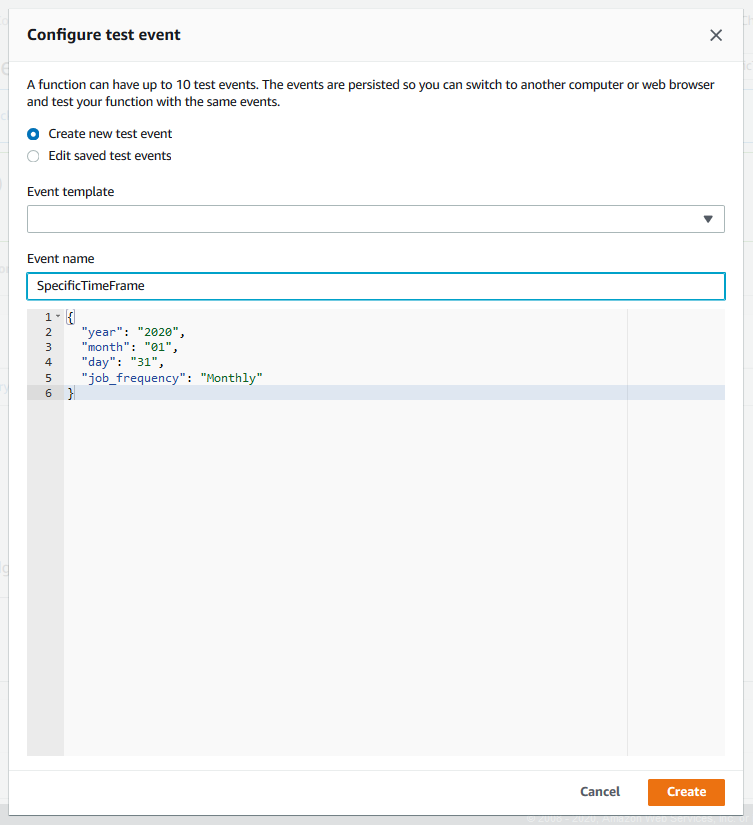 Configure test event
A function can have up to 10 test events. The events are persisted so you can switch to another computer or web browser
and test your function with the same events.
Create new test event
Edit saved test events
Event template
Event name
SpecificTimeFrame
1 {
2 "year": "2020",
3 "month": "01",
4 "day": "31",
5 "job_frequency": "Monthly"
6 }
Cancel
Create